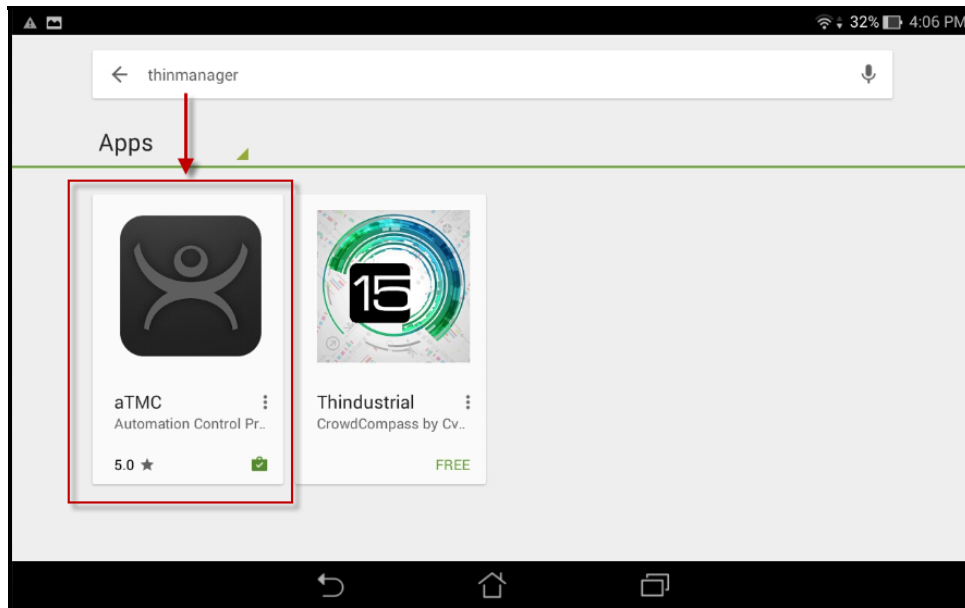 32% 4:06 PM
thinmanager
Apps
15
aTMC
Automation Control Pr..
5.0
Thindustrial
CrowdCompass by Cv..
FREE